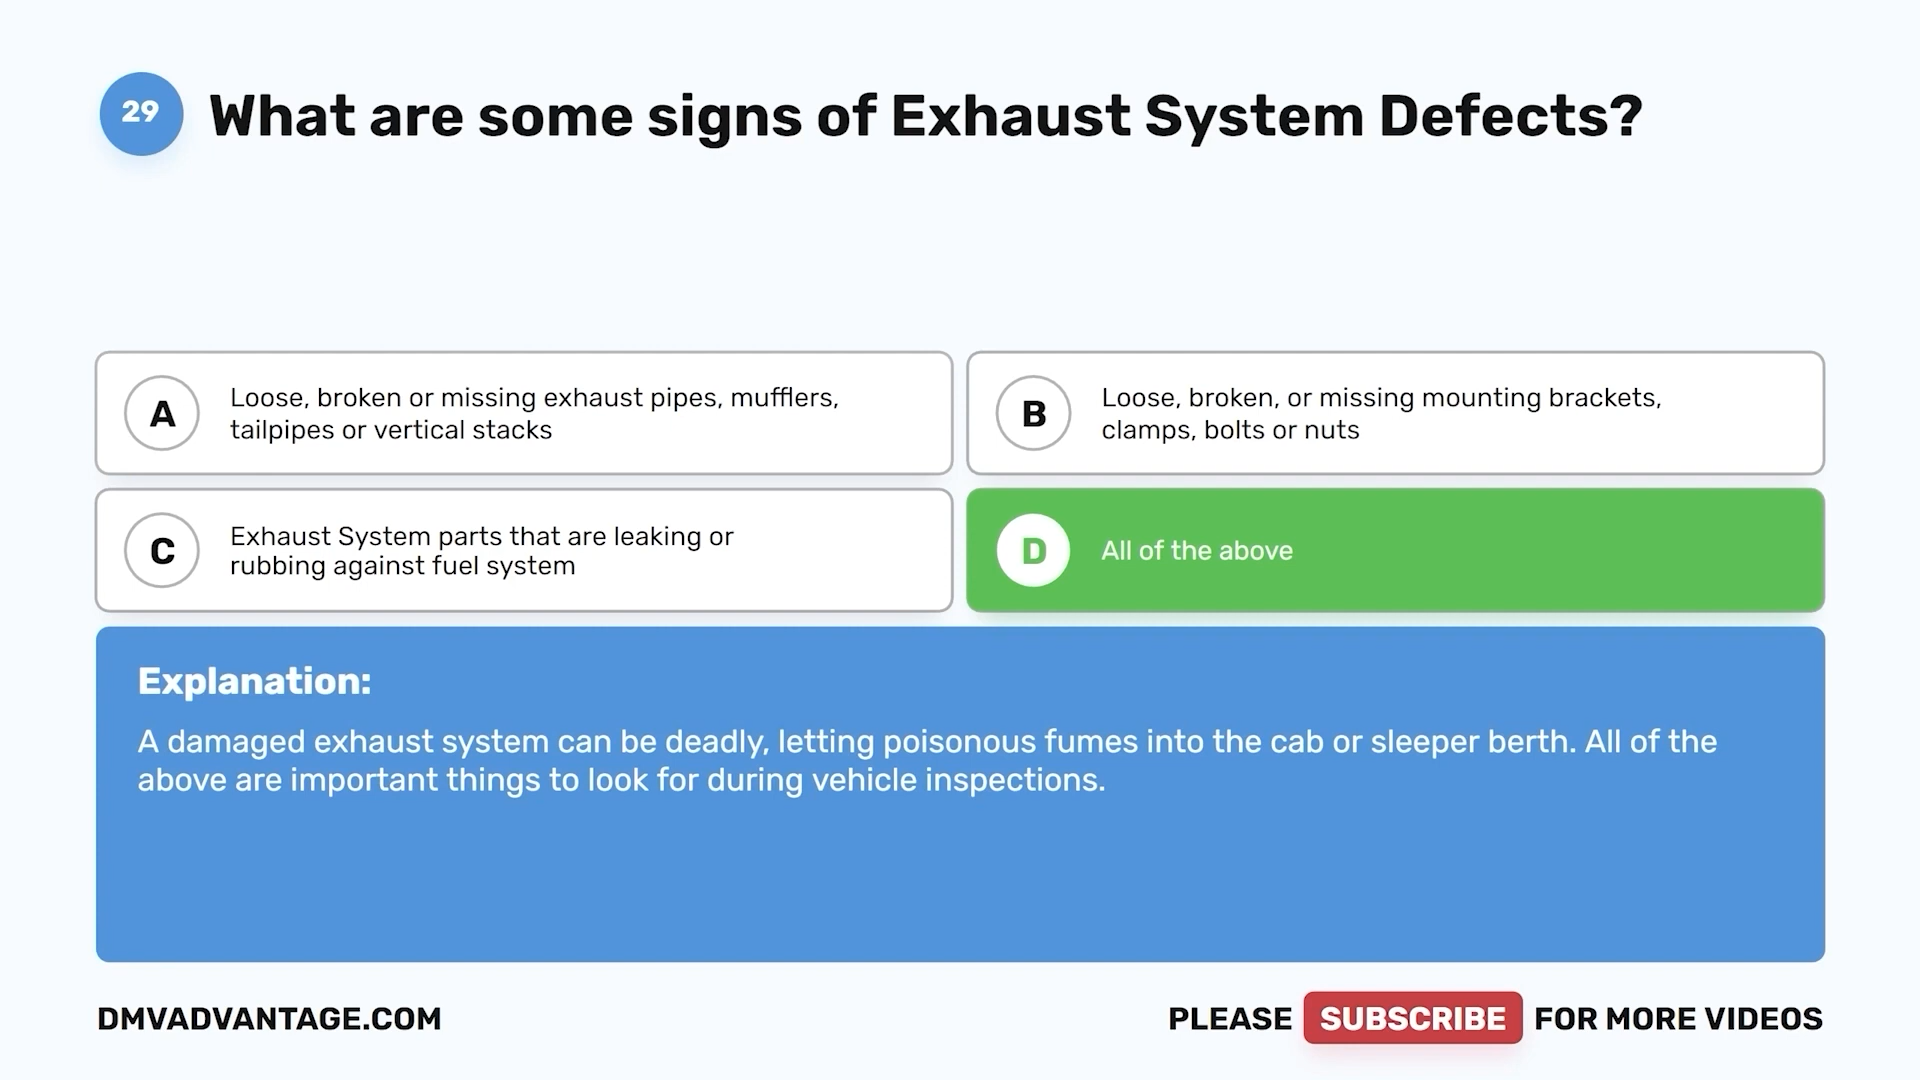 29
What are some signs of Exhaust System Defects?
A
Loose, broken or missing exhaust pipes, mufflers,
tailpipes or vertical stacks
B
Loose, broken, or missing mounting brackets,
clamps, bolts or nuts
C
Exhaust System parts that are leaking or
rubbing against fuel system
D
All of the above
Explanation:
A damaged exhaust system can be deadly, letting poisonous fumes into the cab or sleeper berth. All of the
above are important things to look for during vehicle inspections.
DMVADVANTAGE.COM
PLEASE SUBSCRIBE FOR MORE VIDEOS